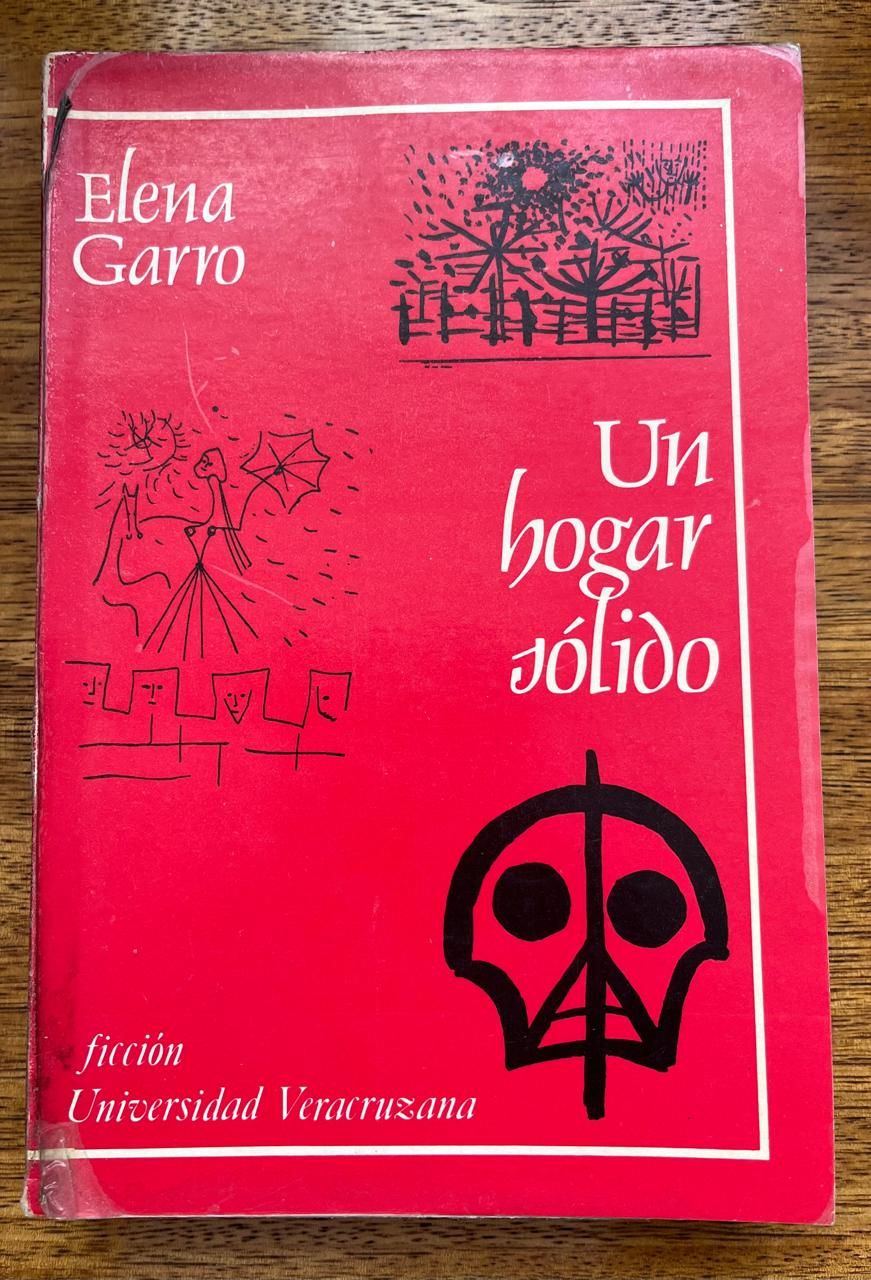 Elena
Garro
Un
hogar
sólido
ficción
Universidad Veracruzana